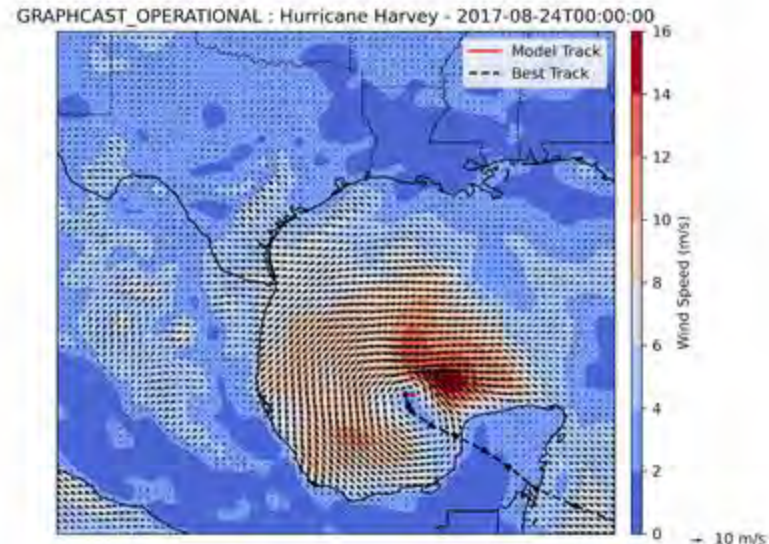 GRAPHCAST_OPERATIONAL : Hurricane Harvey - 2017-08-24T00:00:00
Model Track
Best Track
16
14
12
10
8
6
4
2
0
Wind Speed (m/s)
10 m/s